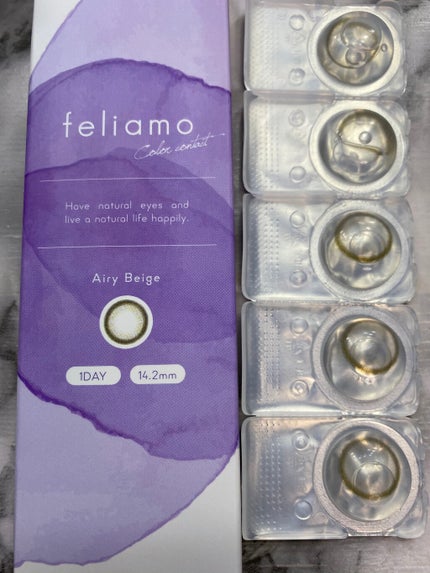 feliamo
Color contact
Have natural eyes and
live a natural life happily.
Airy Beige
1DAY
14.2mm